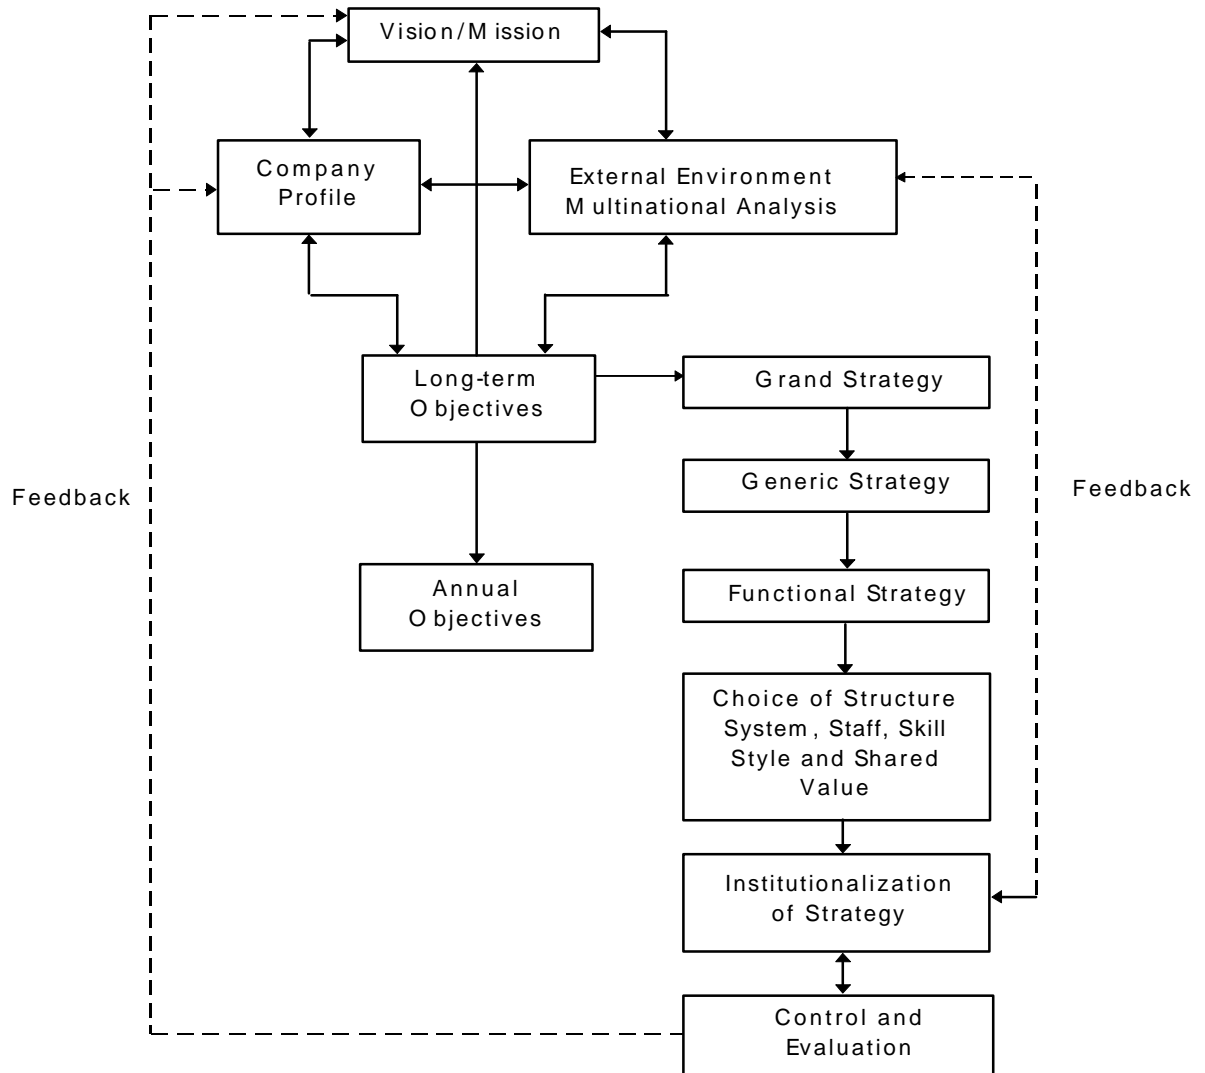 Vision/Mission
Company
Profile
External Environment
Multinational Analysis
Long-term
Objectives
Grand Strategy
Generic Strategy
Feedback
Feedback
Annual
Objectives
Functional Strategy
Choice of Structure
System, Staff, Skill
Style and Shared
Value
Institutionalization
of Strategy
Control and
Evaluation